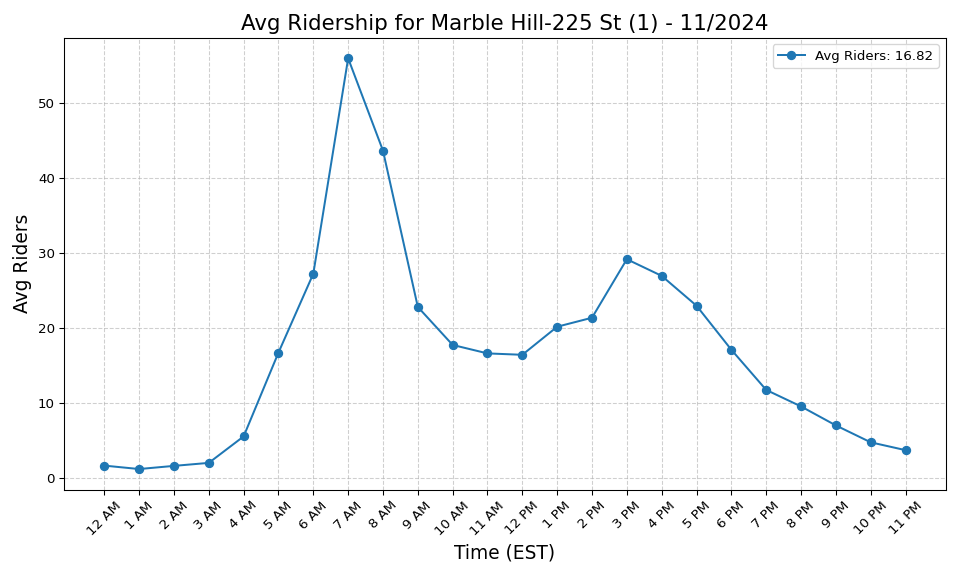 Avg Ridership for Marble Hill-225 St (1) - 11/2024
Avg Riders: 16.82
Avg Riders
50
40
30
20
10
0
12 AM 1 AM 2 AM 3 AM 4 AM 5 AM 6 AM 7 AM 8 AM 9 AM 10 AM 11 AM 12 PM 1 PM 2 PM 3 PM 4 PM 5 PM 6 PM 7 PM 8 PM 9 PM 10 PM 11 PM
Time (EST)